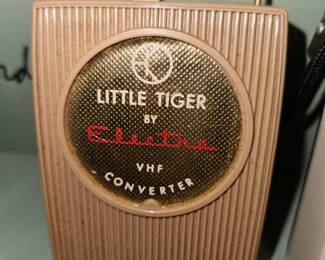 LITTLE TIGER
BY
Electra
VHF
CONVERTER